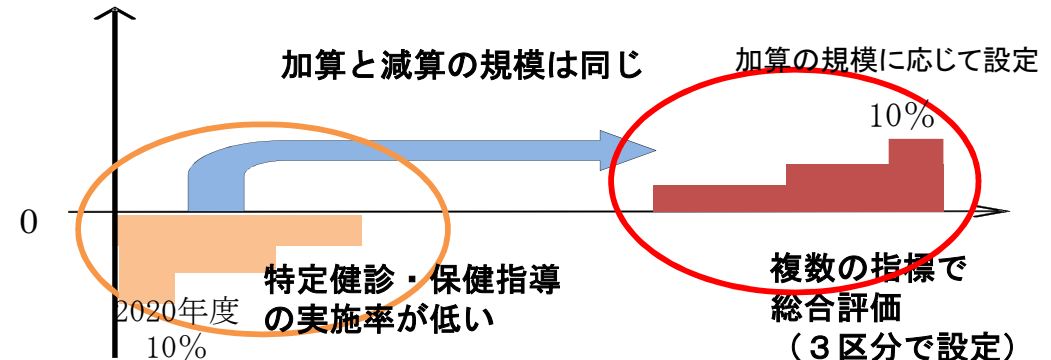 加算と減算の規模は同じ
加算の規模に応じて設定
10%
0
特定健診・保健指導
の実施率が低い
2020年度
10%
複数の指標で
総合評価
(３区分で設定)